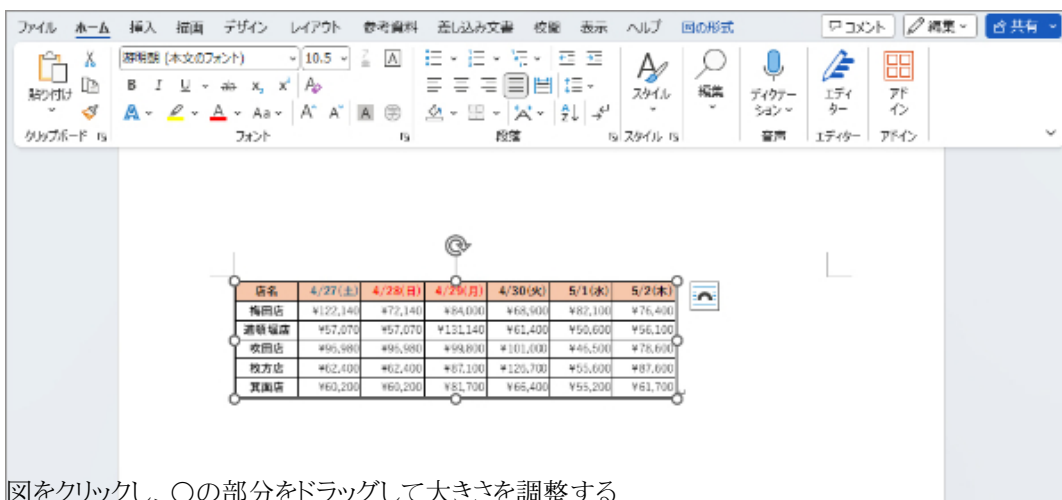 ファイル ホーム 挿入 描画 デザイン レイアウト 参考資料 差し込み文書 校閲 表示 ヘルプ 図の形式 コメント 編集 共有
游明朝 (本文のフォント) 10.5
貼り付け B I U ab x₂ x² A スタイル 編集 ディクテーション エディター アドイン
A A Aa A A A
クリップボード フォント 段落 スタイル 音声 エディター アドイン
店名 4/27(土) 4/28(日) 4/29(月) 4/30(火) 5/1(水) 5/2(木)
梅田店 ¥122,140 ¥72,140 ¥84,000 ¥68,900 ¥82,100 ¥76,400
道頓堀店 ¥57,070 ¥57,070 ¥131,140 ¥61,400 ¥50,600 ¥56,100
吹田店 ¥96,980 ¥96,980 ¥99,800 ¥101,000 ¥46,500 ¥78,600
枚方店 ¥62,400 ¥62,400 ¥87,100 ¥126,700 ¥55,600 ¥87,600
箕面店 ¥60,200 ¥60,200 ¥81,700 ¥66,400 ¥55,200 ¥61,700
図をクリックし、○の部分をドラッグして大きさを調整する